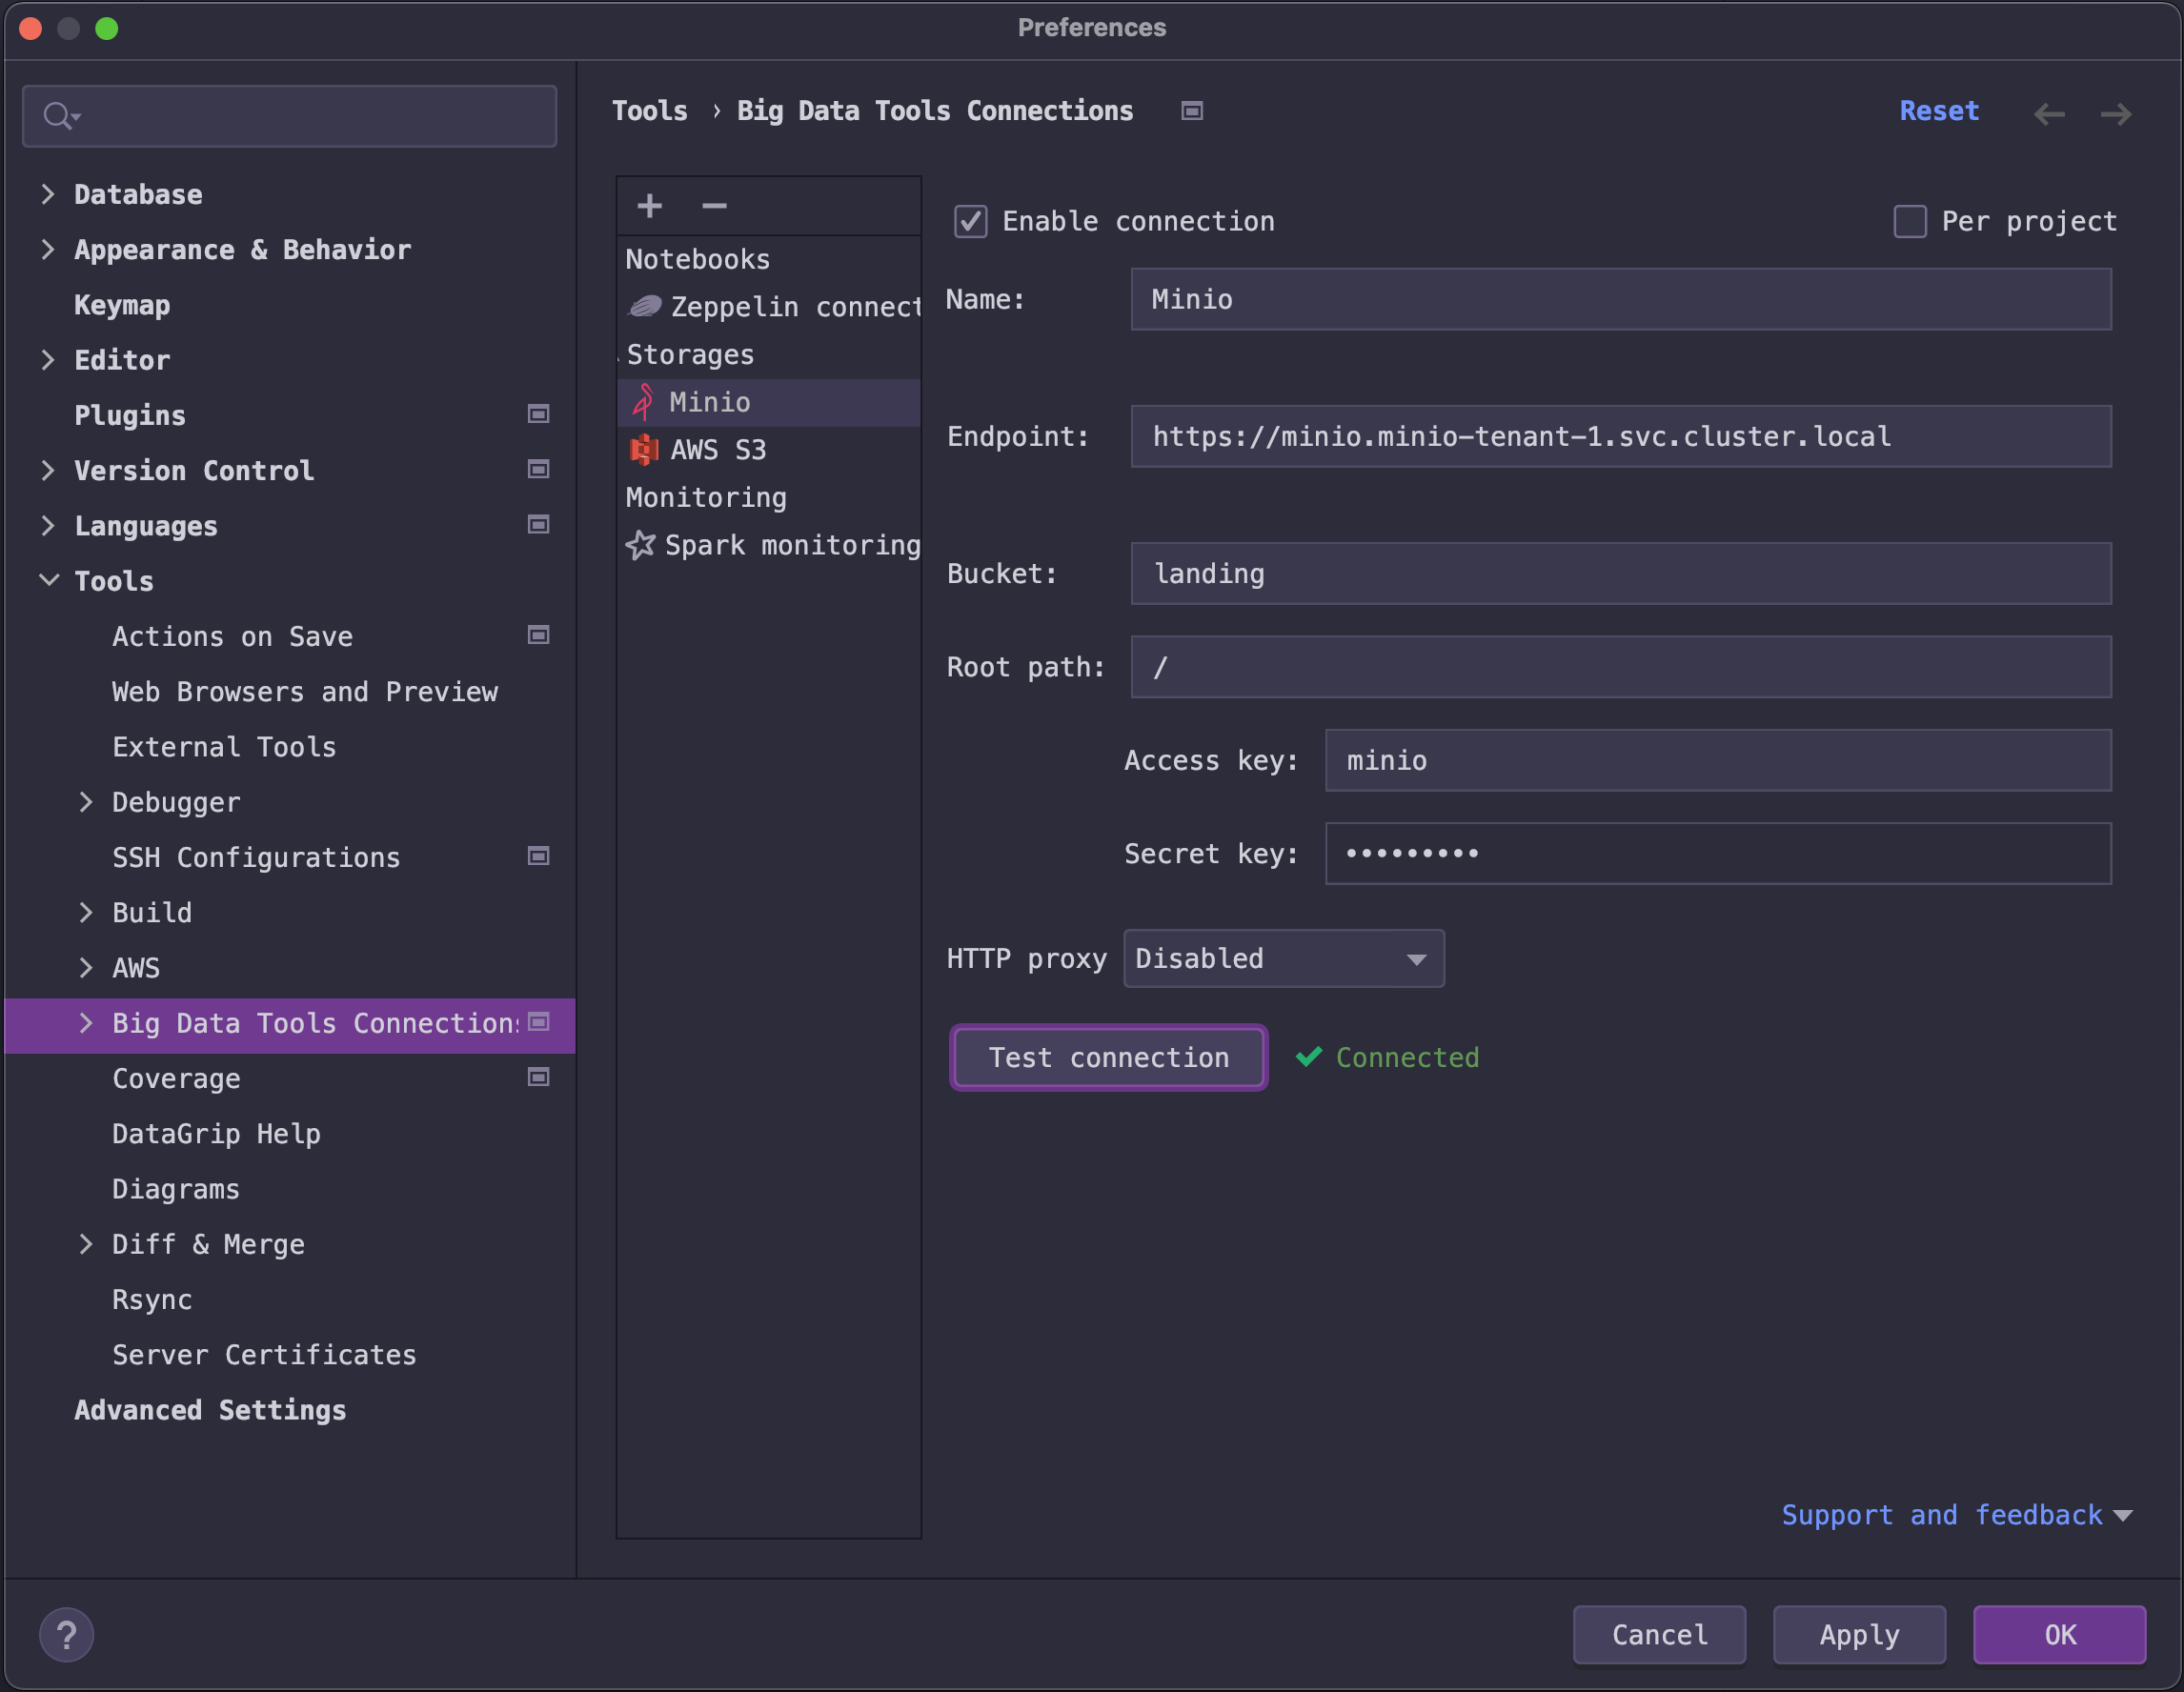 Preferences
Database
Appearance & Behavior
Keymap
Editor
Plugins
Version Control
Languages
Tools
Actions on Save
Web Browsers and Preview
External Tools
Debugger
SSH Configurations
Build
AWS
Big Data Tools Connections
Coverage
DataGrip Help
Diagrams
Diff & Merge
Rsync
Server Certificates
Advanced Settings
Tools › Big Data Tools Connections
Reset
Notebooks
Zeppelin connect
Storages
Minio
AWS S3
Monitoring
Spark monitoring
Enable connection
Per project
Name: Minio
Endpoint: https://minio.minio-tenant-1.svc.cluster.local
Bucket: landing
Root path: /
Access key: minio
Secret key: •••••••••
HTTP proxy Disabled
Test connection
Connected
Support and feedback
?
Cancel
Apply
OK